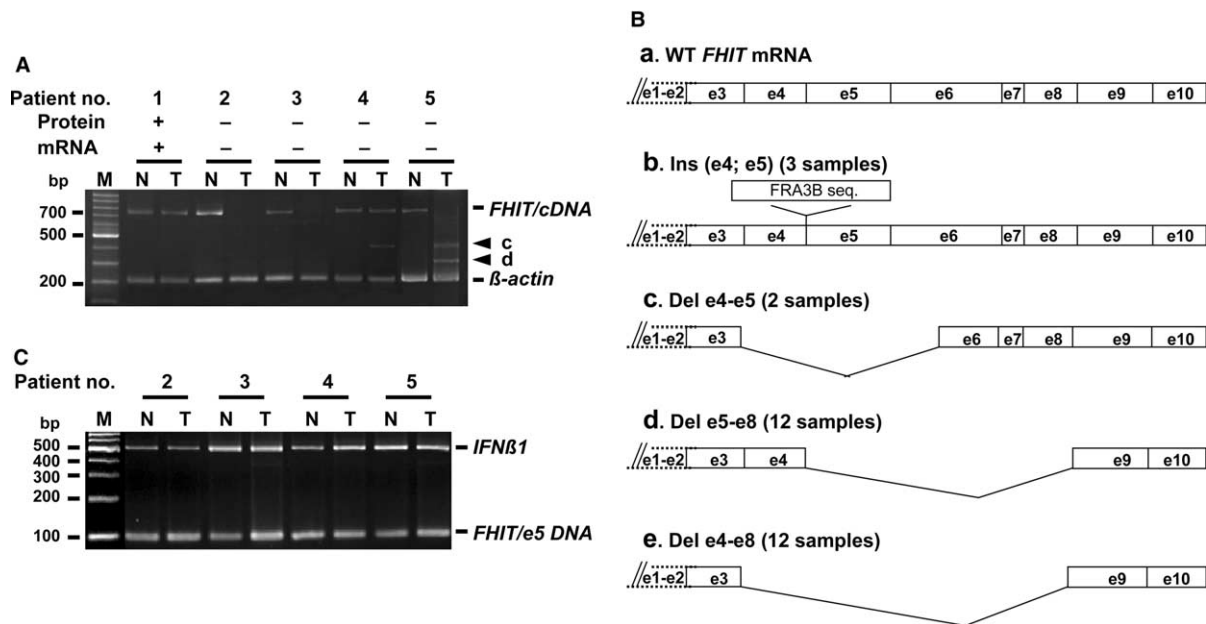 A
Patient no. 1 2 3 4 5
Protein + – – – –
mRNA + – – – –
bp M N T N T N T N T N T
700 FHIT/cDNA
500
c
d
200 ß-actin
C
Patient no. 2 3 4 5
bp M N T N T N T N T
500 IFNß1
400
300
200
100 FHIT/e5 DNA
B
a. WT FHIT mRNA
e1-e2 e3 e4 e5 e6 e7 e8 e9 e10
b. Ins (e4; e5) (3 samples)
FRA3B seq.
e1-e2 e3 e4 e5 e6 e7 e8 e9 e10
c. Del e4-e5 (2 samples)
e1-e2 e3 e6 e7 e8 e9 e10
d. Del e5-e8 (12 samples)
e1-e2 e3 e4 e9 e10
e. Del e4-e8 (12 samples)
e1-e2 e3 e9 e10